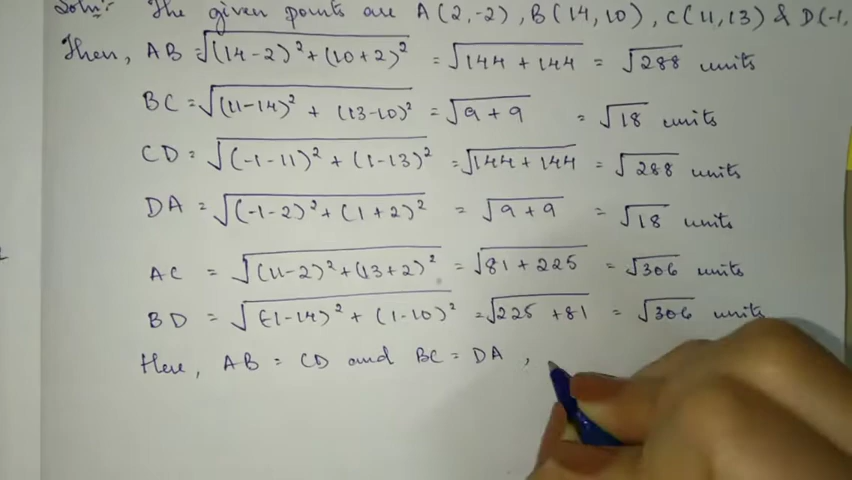 Soln:- The given points are A(2,-2), B(14,10), C(11,13) & D(-1,
Then, AB = √(14-2)² + (10+2)² = √144 + 144 = √288 units
BC = √(11-14)² + (13-10)² = √9 + 9 = √18 units
CD = √(-1-11)² + (1-13)² = √144 + 144 = √288 units
DA = √(-1-2)² + (1+2)² = √9 + 9 = √18 units
AC = √(11-2)² + (13+2)² = √81 + 225 = √306 units
BD = √(-1-14)² + (1-10)² = √225 + 81 = √306 units
Here, AB = CD and BC = DA ,